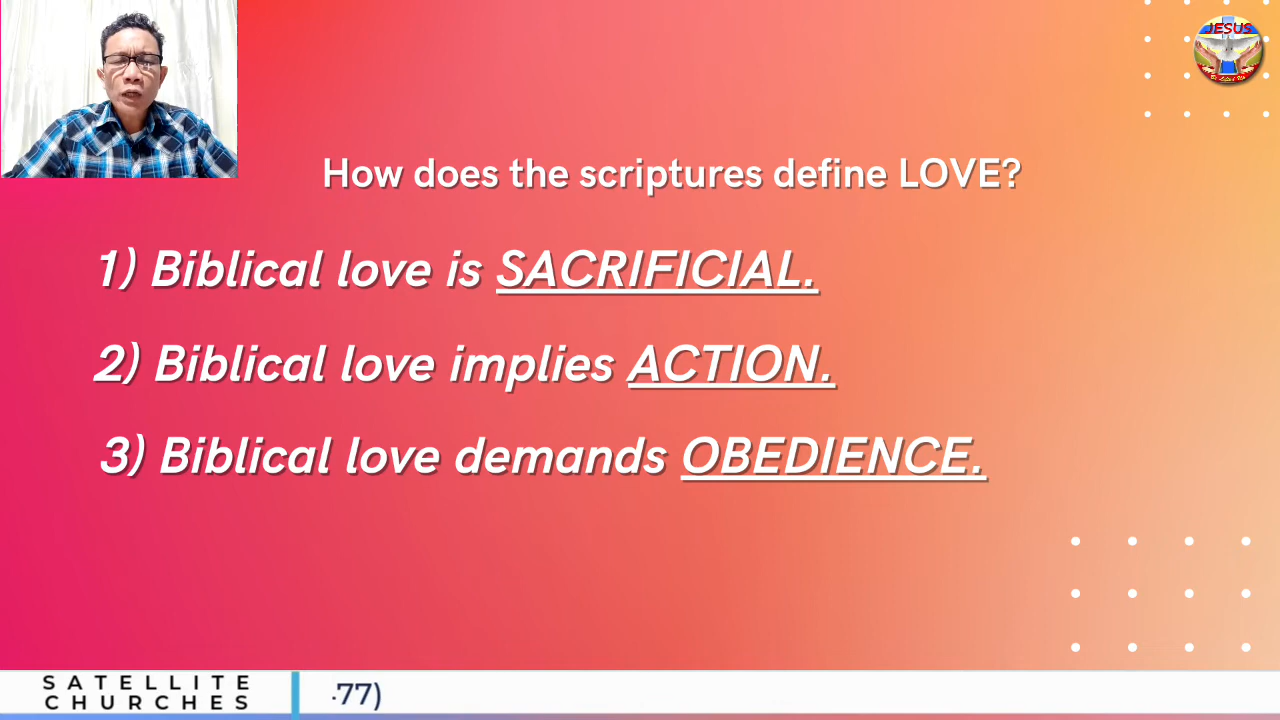 JESUS
How does the scriptures define LOVE?
1) Biblical love is SACRIFICIAL.
2) Biblical love implies ACTION.
3) Biblical love demands OBEDIENCE.
SATELLITE
CHURCHES
·77)